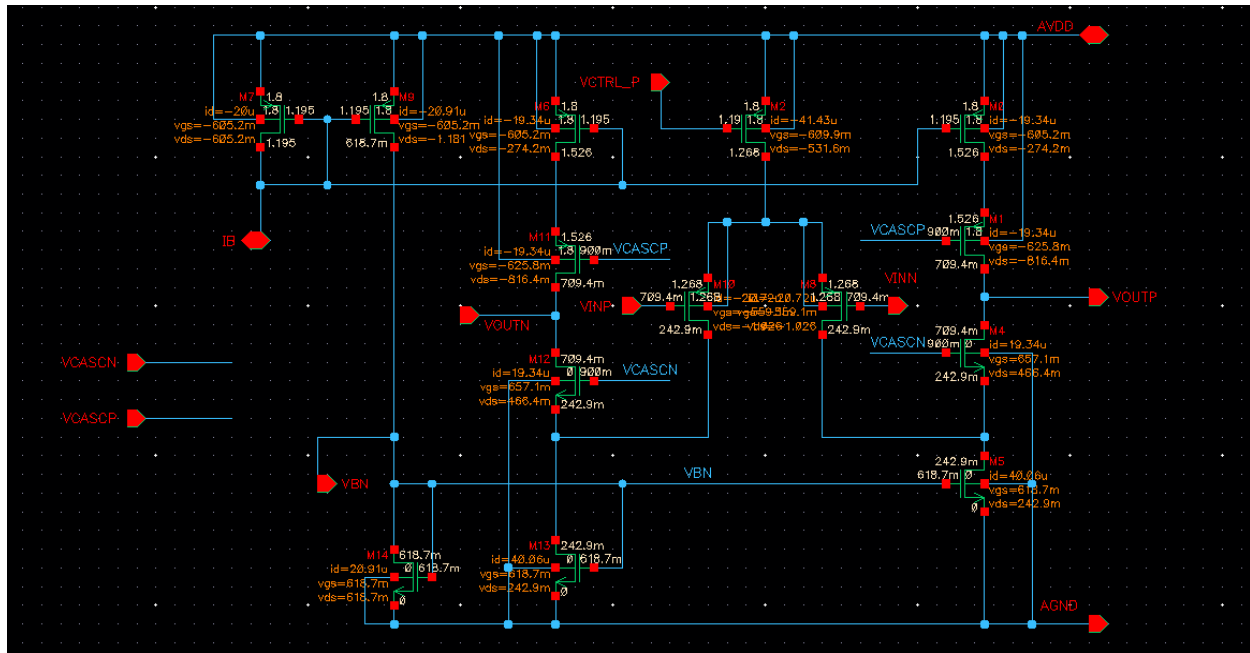 AVDD
VCTRL_P
M7
1.8
id=-20u
1.8
1.195
vgs=-605.2m
vds=-605.2m
1.195
M9
1.8
1.195
1.8
id=-20.91u
vgs=-605.2m
vds=-1.181
618.7m
M6
1.8
id=-19.34u
1.8
1.195
vgs=-605.2m
vds=-274.2m
1.526
M2
1.8
1.19
1.8
id=-41.43u
vgs=-609.9m
vds=-531.6m
1.268
1.8
1.195
1.8
id=-19.34u
vgs=-605.2m
vds=-274.2m
1.526
IB
M11
1.526
id=-19.34u
1.8
900m
VCASCP
vgs=-625.8m
vds=-816.4m
709.4m
M1
VCASCP
1.526
900m
1.8
id=-19.34u
vgs=-625.8m
vds=-816.4m
709.4m
VINP
1.268
709.4m
1.268
M10
242.9m
1.268
1.268
709.4m
VINN
242.9m
VOUTN
VOUTP
M12
709.4m
id=19.34u
0
900m
VCASCN
vgs=657.1m
vds=466.4m
242.9m
M4
VCASCN
709.4m
900m
0
id=19.34u
vgs=657.1m
vds=466.4m
242.9m
VCASCN
VCASCP
VBN
VBN
M5
242.9m
618.7m
0
id=40.06u
vgs=618.7m
vds=242.9m
0
M14
618.7m
id=20.91u
0
618.7m
vgs=618.7m
vds=618.7m
0
M13
242.9m
id=40.06u
0
618.7m
vgs=618.7m
vds=242.9m
0
AGND